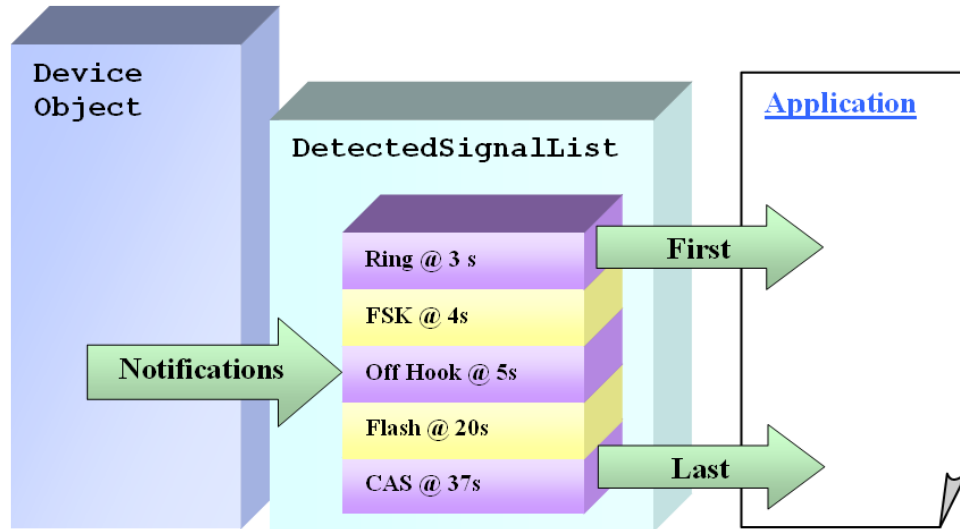 Device
Object
DetectedSignalList
Application
Ring @ 3 s
First
FSK @ 4s
Notifications
Off Hook @ 5s
Flash @ 20s
CAS @ 37s
Last